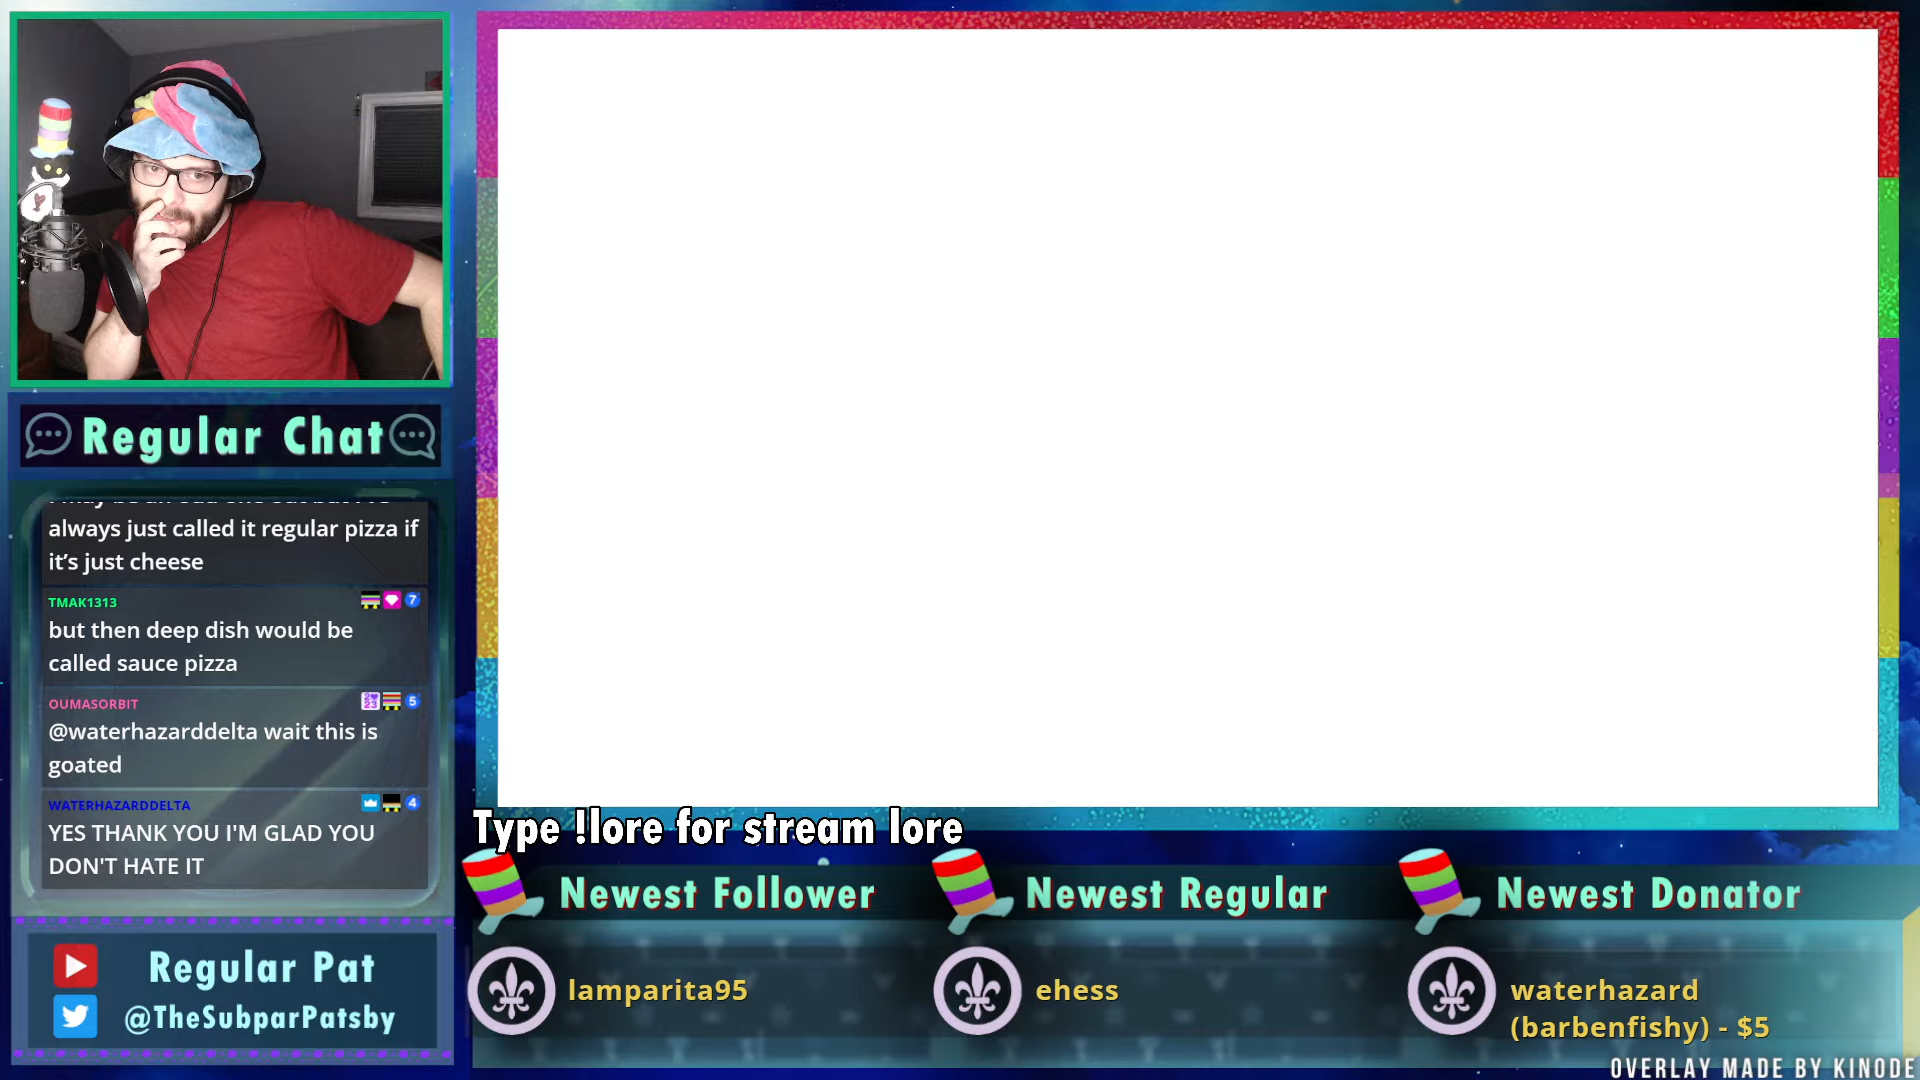 Regular Chat
always just called it regular pizza if
it's just cheese
TMAK1313
7
but then deep dish would be
called sauce pizza
OUMASORBIT
5
@waterhazarddelta wait this is
goated
WATERHAZARDDELTA
4
YES THANK YOU I'M GLAD YOU
DON'T HATE IT
Regular Pat
@TheSubparPatsby
Type !lore for stream lore
Newest Follower
lamparita95
Newest Regular
ehess
Newest Donator
waterhazard
(barbenfishy) - $5
OVERLAY MADE BY KINODE